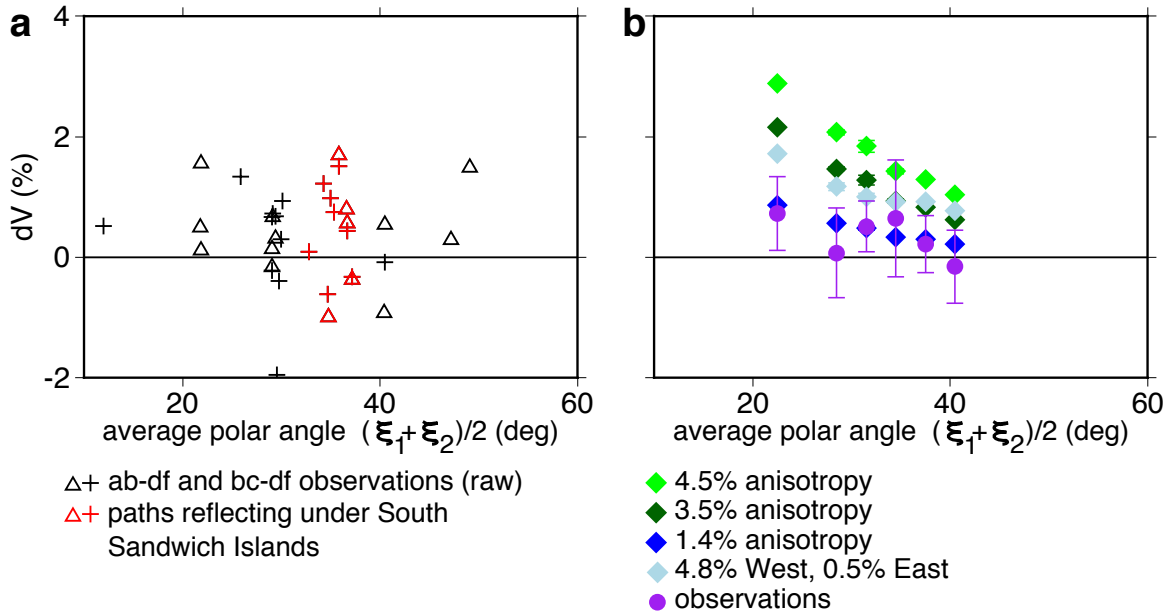 a
b
4
2
0
-2
dV (%)
20
40
60
20
40
60
average polar angle (ξ1+ξ2)/2 (deg)
average polar angle (ξ1+ξ2)/2 (deg)
ab-df and bc-df observations (raw)
paths reflecting under South
Sandwich Islands
4.5% anisotropy
3.5% anisotropy
1.4% anisotropy
4.8% West, 0.5% East
observations